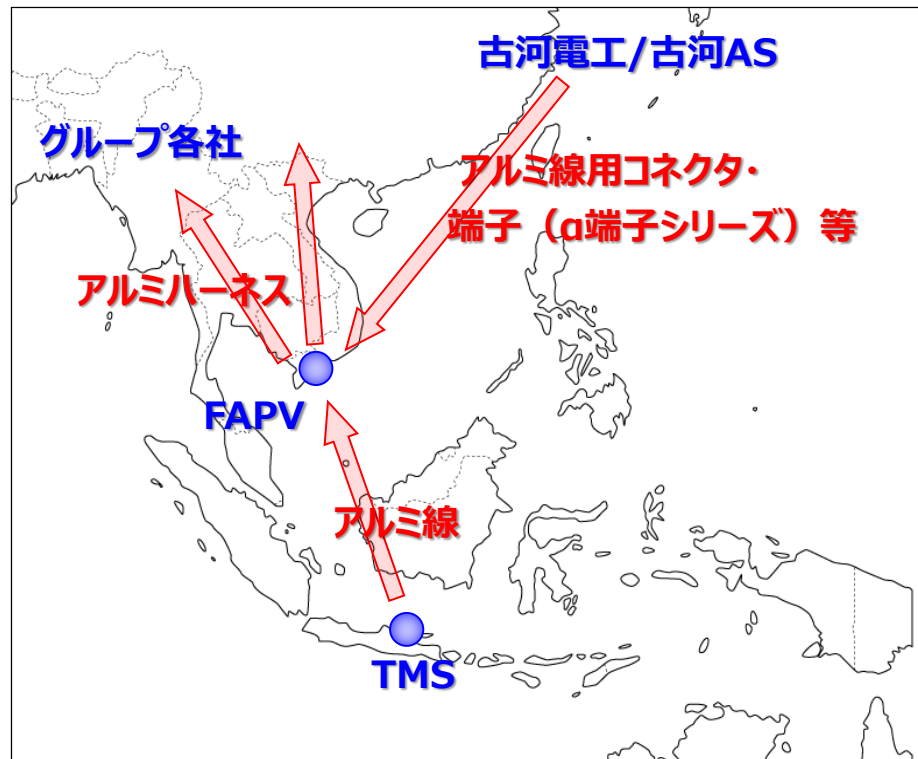 古河電工/古河AS
グループ各社
アルミ線用コネクタ・
端子（α端子シリーズ）等
アルミハーネス
FAPV
アルミ線
TMS